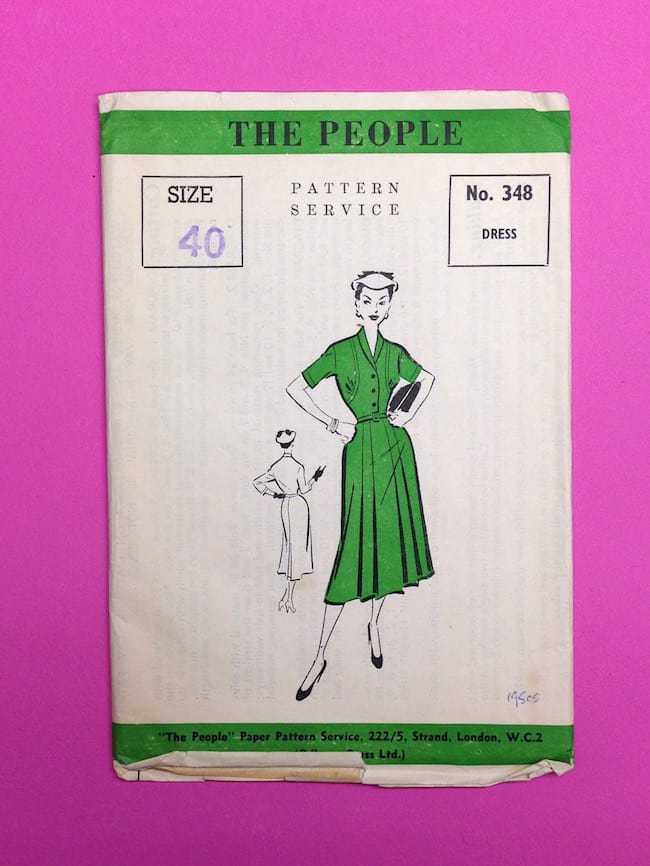 THE PEOPLE
SIZE
40
PATTERN
SERVICE
No. 348
DRESS
1950s
"The People" Paper Pattern Service, 222/5, Strand, London, W.C.2
Ltd.)